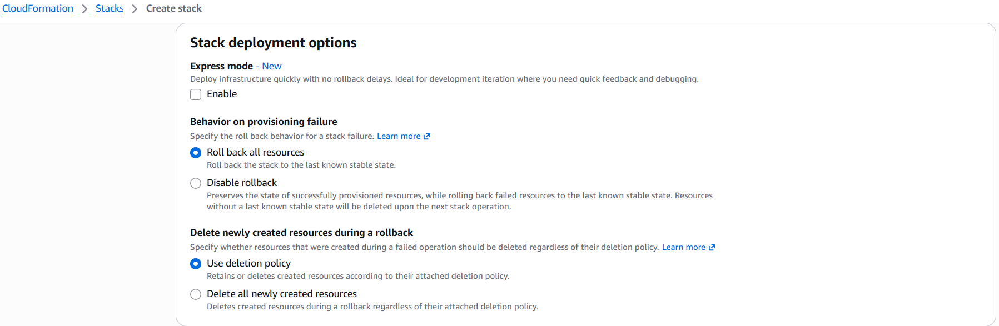 CloudFormation > Stacks > Create stack
Stack deployment options
Express mode - New
Deploy infrastructure quickly with no rollback delays. Ideal for development iteration where you need quick feedback and debugging.
Enable
Behavior on provisioning failure
Specify the roll back behavior for a stack failure. Learn more
Roll back all resources
Roll back the stack to the last known stable state.
Disable rollback
Preserves the state of successfully provisioned resources, while rolling back failed resources to the last known stable state. Resources
without a last known stable state will be deleted upon the next stack operation.
Delete newly created resources during a rollback
Specify whether resources that were created during a failed operation should be deleted regardless of their deletion policy. Learn more
Use deletion policy
Retains or deletes created resources according to their attached deletion policy.
Delete all newly created resources
Deletes created resources during a rollback regardless of their attached deletion policy.